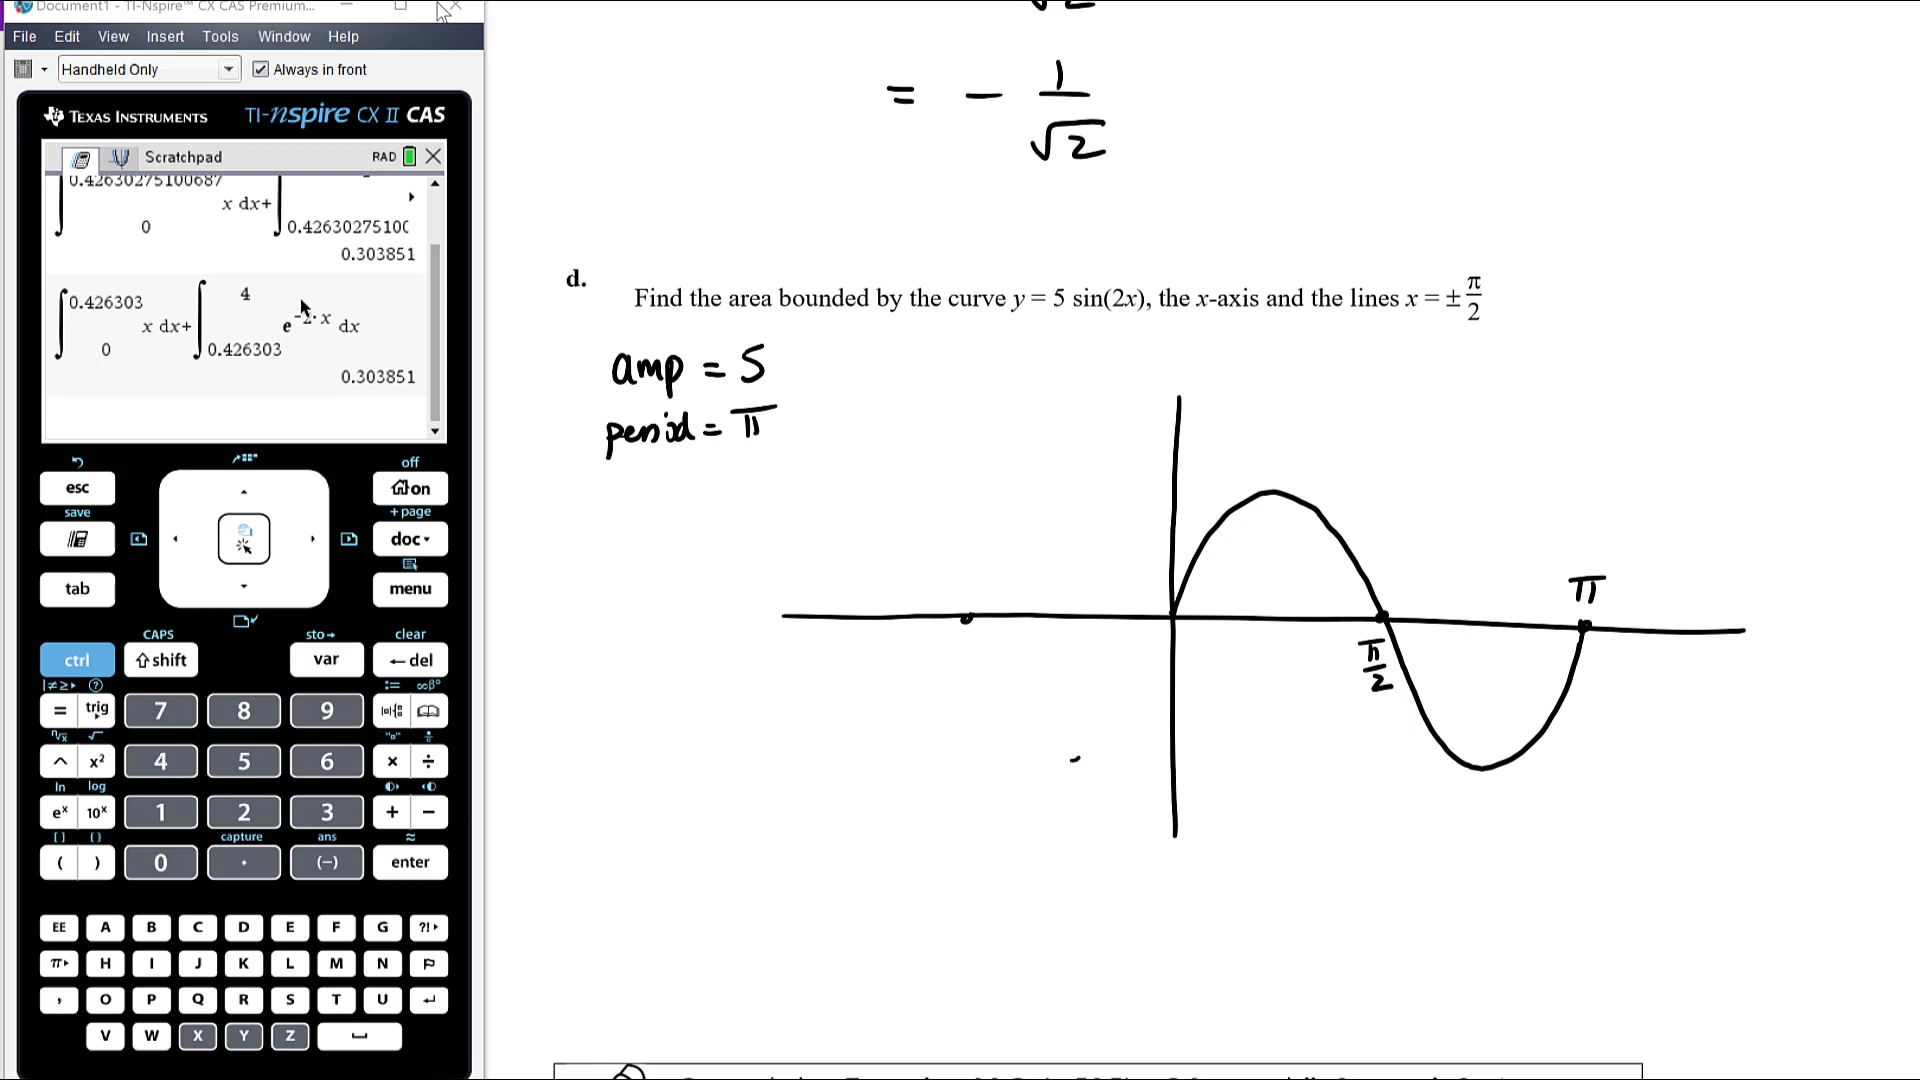 Document1 - TI-Nspire™ CX CAS Premium...
File Edit View Insert Tools Window Help
Handheld Only Always in front
TEXAS INSTRUMENTS TI-nspire CX II CAS
Scratchpad RAD
0.42630275100687
x dx+
0 0.4263027510
0.303851
0.426303 4
x dx+ e^-2·x dx
0 0.426303
0.303851
off
esc on
save + page
doc
tab menu
CAPS sto→ clear
ctrl shift var ← del
|≠≥▸ ? := ∞β°
= trig 7 8 9
ⁿ√x √
^ x² 4 5 6 × ÷
ln log
eˣ 10ˣ 1 2 3 + −
[ ] { } capture ans ≈
( ) 0 . (−) enter
EE A B C D E F G ?!▸
π▸ H I J K L M N
, O P Q R S T U ↵
V W X Y Z
√2
= - 1/√2
d.
Find the area bounded by the curve y = 5 sin(2x), the x-axis and the lines x = ± π/2
amp = 5
period = π
π
π/2